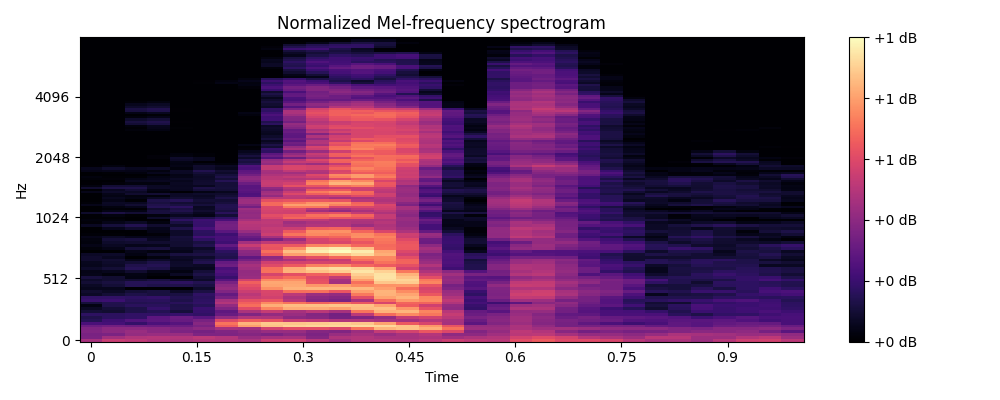 Normalized Mel-frequency spectrogram
Hz
4096
2048
1024
512
0
0 0.15 0.3 0.45 0.6 0.75 0.9
Time
+1 dB
+1 dB
+1 dB
+0 dB
+0 dB
+0 dB